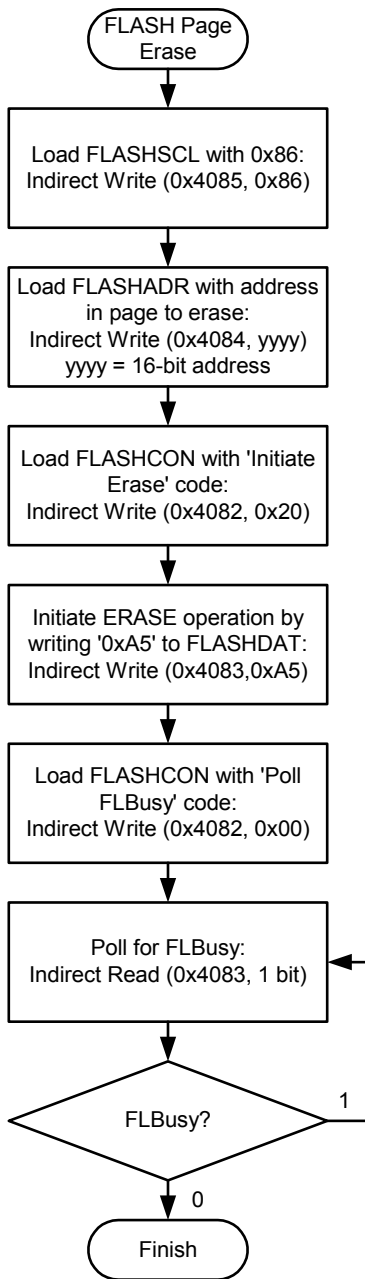 FLASH Page
Erase
Load FLASHSCL with 0x86:
Indirect Write (0x4085, 0x86)
Load FLASHADR with address
in page to erase:
Indirect Write (0x4084, yyyy)
yyyy = 16-bit address
Load FLASHCON with 'Initiate
Erase' code:
Indirect Write (0x4082, 0x20)
Initiate ERASE operation by
writing '0xA5' to FLASHDAT:
Indirect Write (0x4083,0xA5)
Load FLASHCON with 'Poll
FLBusy' code:
Indirect Write (0x4082, 0x00)
Poll for FLBusy:
Indirect Read (0x4083, 1 bit)
FLBusy?
1
0
Finish